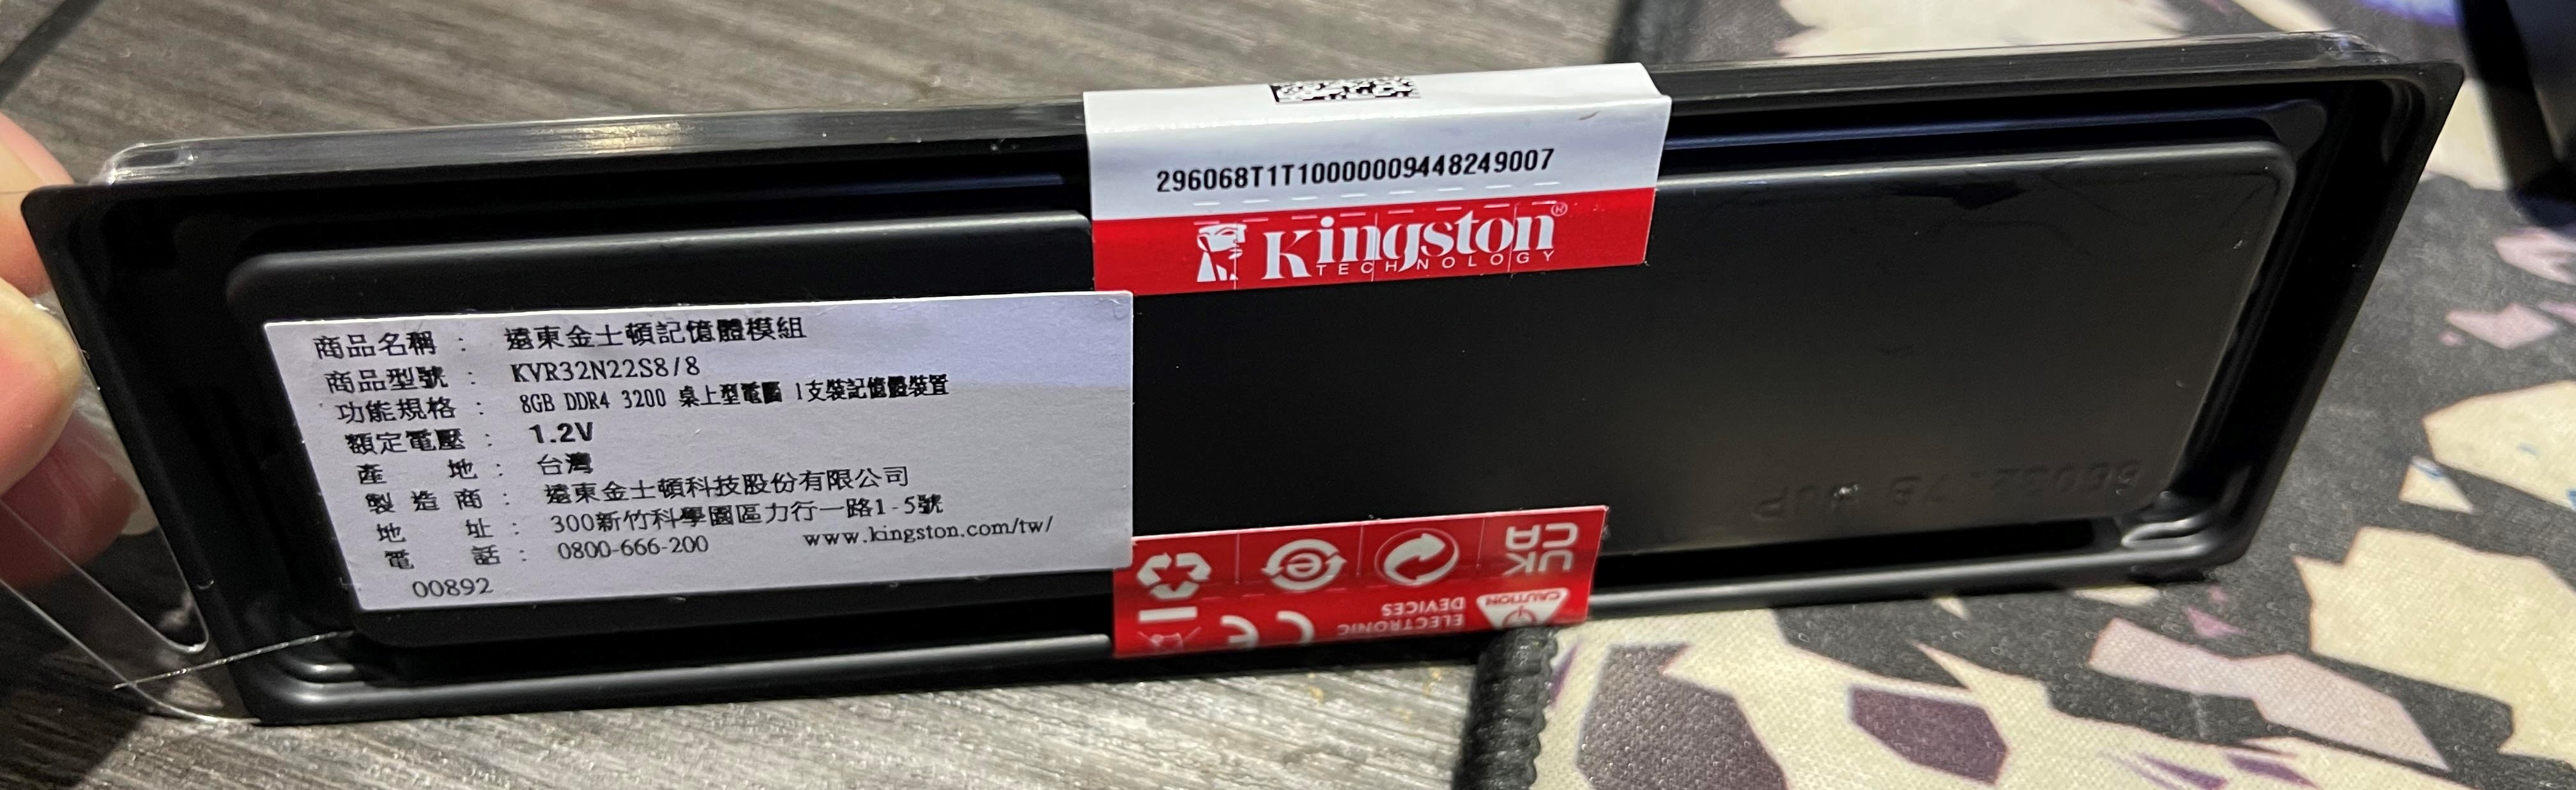 296068T1T10000009448249007
Kingston®
TECHNOLOGY
商品名稱 : 遠東金士頓記憶體模組
商品型號 : KVR32N22S8/8
功能規格 : 8GB DDR4 3200 桌上型電腦 1支裝記憶體裝置
額定電壓 : 1.2V
產 地 : 台灣
製造商 : 遠東金士頓科技股份有限公司
地 址 : 300新竹科學園區力行一路1-5號
電 話 : 0800-666-200 www.kingston.com/tw/
00892
UK
CA
CAUTION
ELECTRONIC
DEVICES
CE